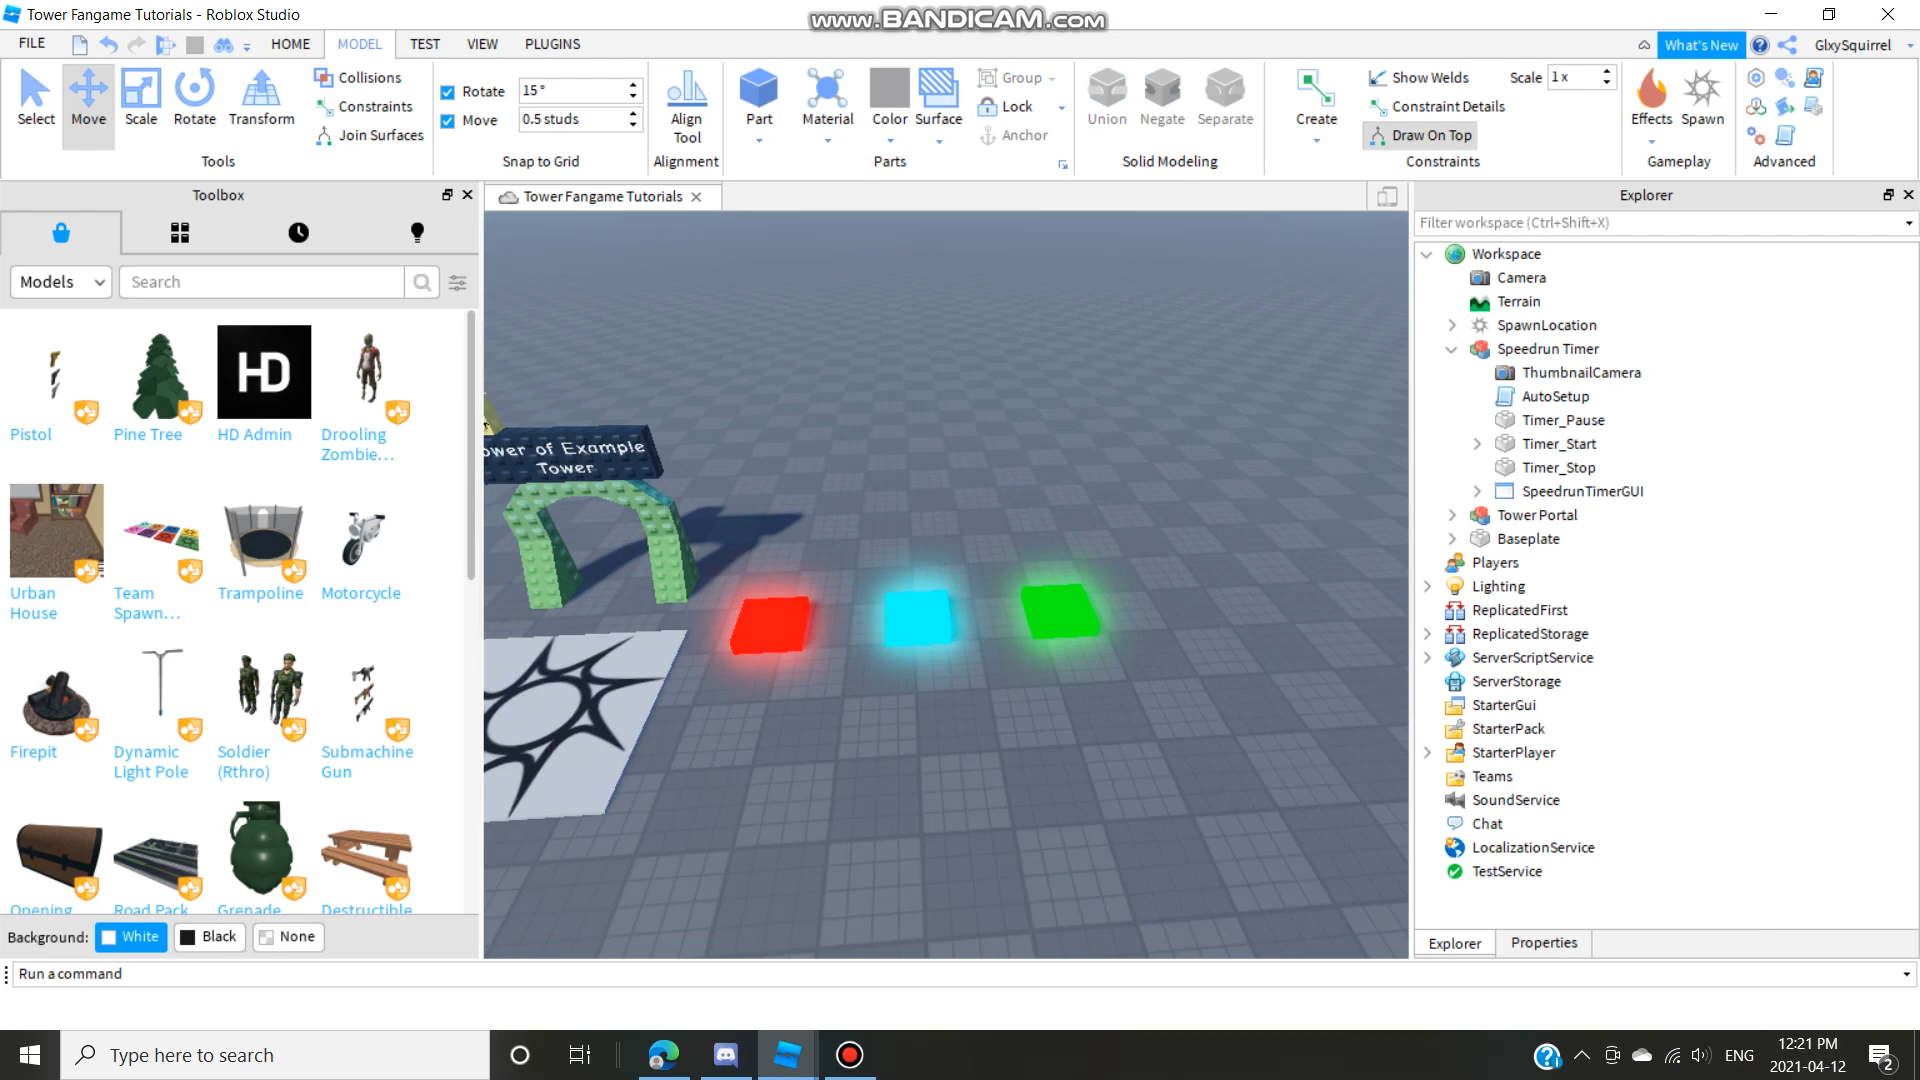 Tower Fangame Tutorials - Roblox Studio
www.BANDICAM.com
FILE
HOME
MODEL
TEST
VIEW
PLUGINS
What's New
GlxySquirrel
Select
Move
Scale
Rotate
Transform
Tools
Collisions
Constraints
Join Surfaces
Rotate 15°
Move 0.5 studs
Snap to Grid
Align Tool
Alignment
Part
Material
Color
Surface
Group
Lock
Anchor
Parts
Union
Negate
Separate
Solid Modeling
Create
Show Welds
Scale 1 x
Constraint Details
Draw On Top
Constraints
Effects
Spawn
Gameplay
Advanced
Toolbox
Models
Search
Pistol
Pine Tree
HD
HD Admin
Drooling Zombie...
Urban House
Team Spawn...
Trampoline
Motorcycle
Firepit
Dynamic Light Pole
Soldier (Rthro)
Submachine Gun
Opening
Road Pack
Grenade
Destructible
Background: White Black None
Tower Fangame Tutorials
ower of Example
Tower
Explorer
Filter workspace (Ctrl+Shift+X)
Workspace
Camera
Terrain
SpawnLocation
Speedrun Timer
ThumbnailCamera
AutoSetup
Timer_Pause
Timer_Start
Timer_Stop
SpeedrunTimerGUI
Tower Portal
Baseplate
Players
Lighting
ReplicatedFirst
ReplicatedStorage
ServerScriptService
ServerStorage
StarterGui
StarterPack
StarterPlayer
Teams
SoundService
Chat
LocalizationService
TestService
Explorer
Properties
Run a command
Type here to search
ENG
12:21 PM
2021-04-12
2